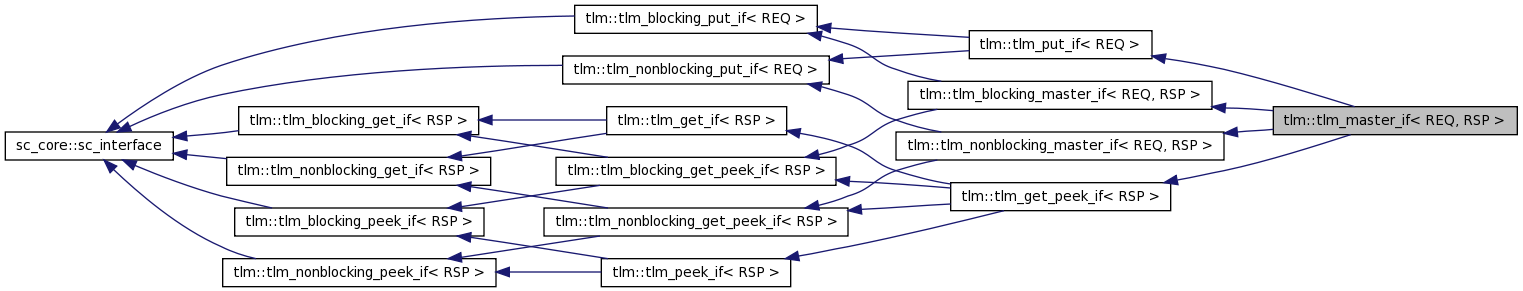 tlm::tlm_blocking_put_if< REQ >
tlm::tlm_put_if< REQ >
tlm::tlm_nonblocking_put_if< REQ >
tlm::tlm_blocking_master_if< REQ, RSP >
tlm::tlm_blocking_get_if< RSP >
tlm::tlm_get_if< RSP >
tlm::tlm_master_if< REQ, RSP >
sc_core::sc_interface
tlm::tlm_nonblocking_master_if< REQ, RSP >
tlm::tlm_nonblocking_get_if< RSP >
tlm::tlm_blocking_get_peek_if< RSP >
tlm::tlm_get_peek_if< RSP >
tlm::tlm_blocking_peek_if< RSP >
tlm::tlm_nonblocking_get_peek_if< RSP >
tlm::tlm_nonblocking_peek_if< RSP >
tlm::tlm_peek_if< RSP >